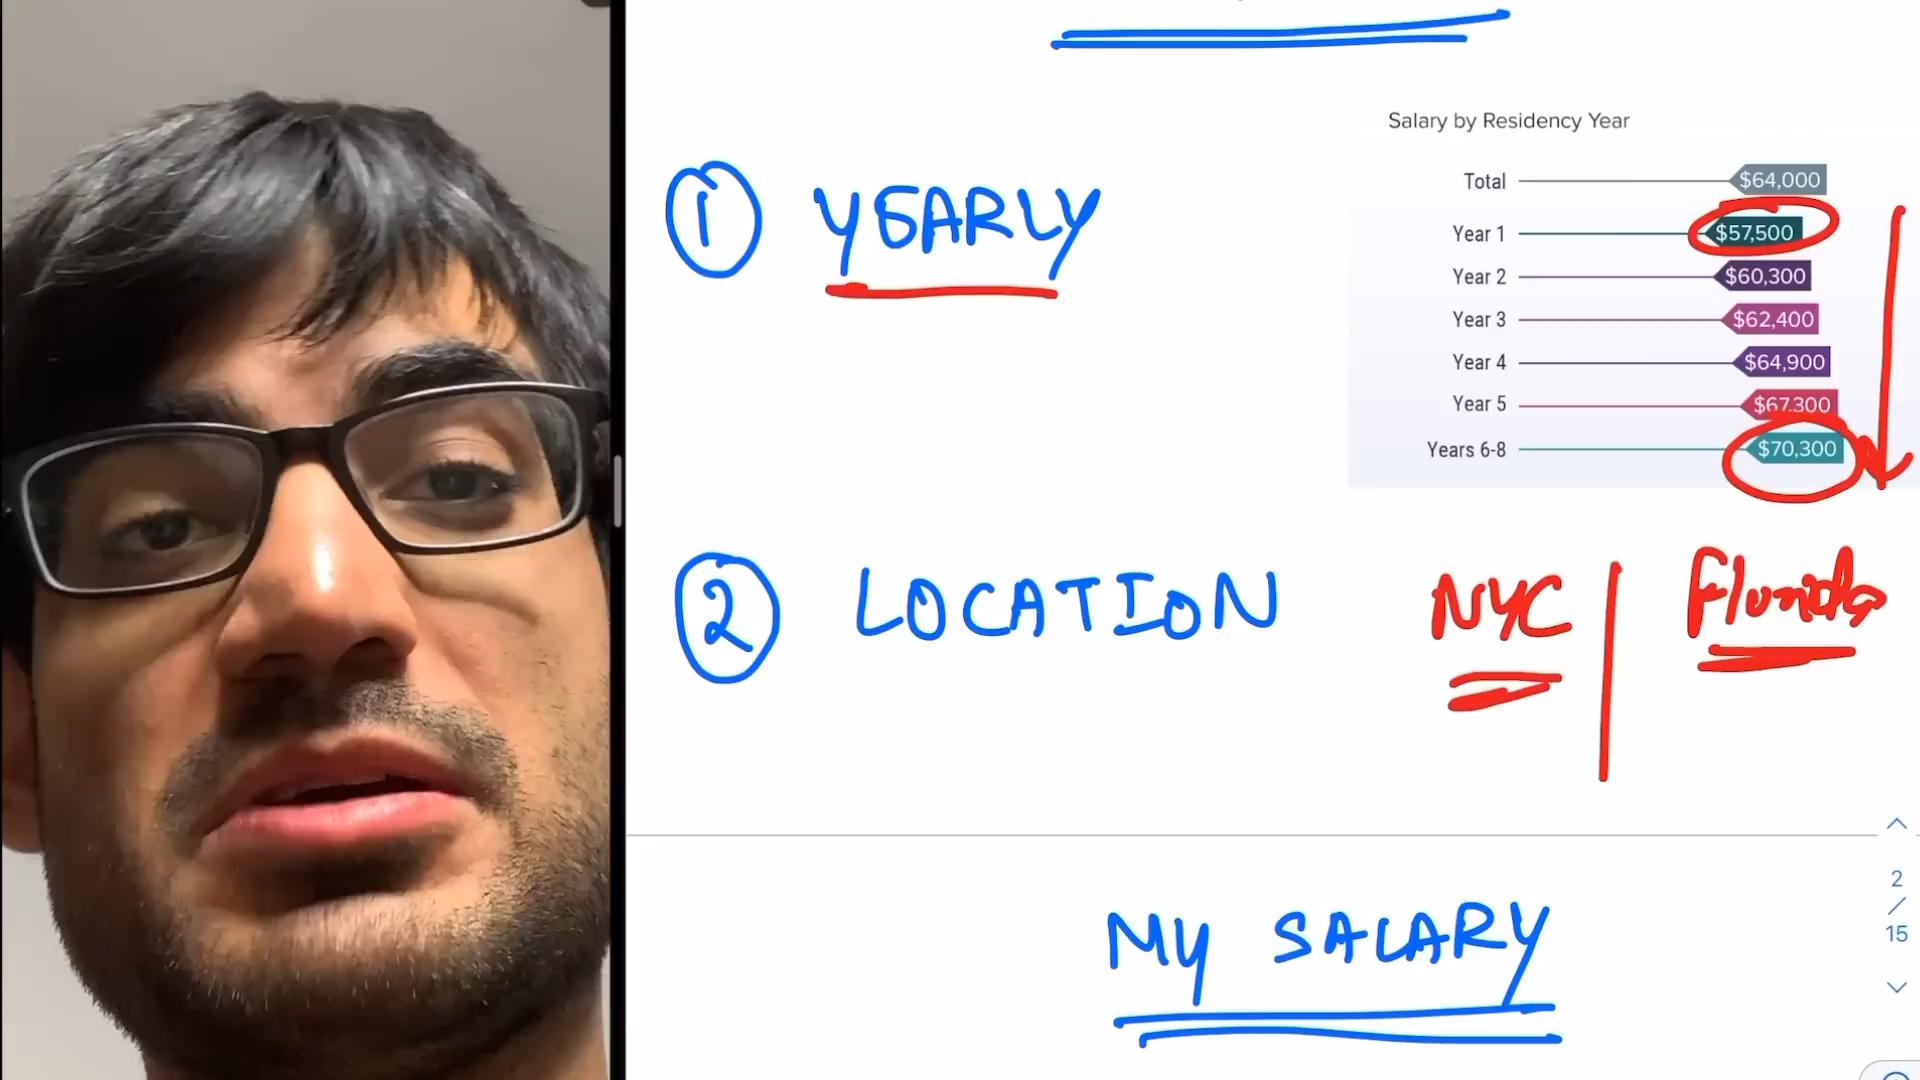 Salary by Residency Year
Total $64,000
① YEARLY
Year 1 $57,500
Year 2 $60,300
Year 3 $62,400
Year 4 $64,900
Year 5 $67,300
Years 6-8 $70,300
② LOCATION NYC | Florida
2
/
15
MY SALARY